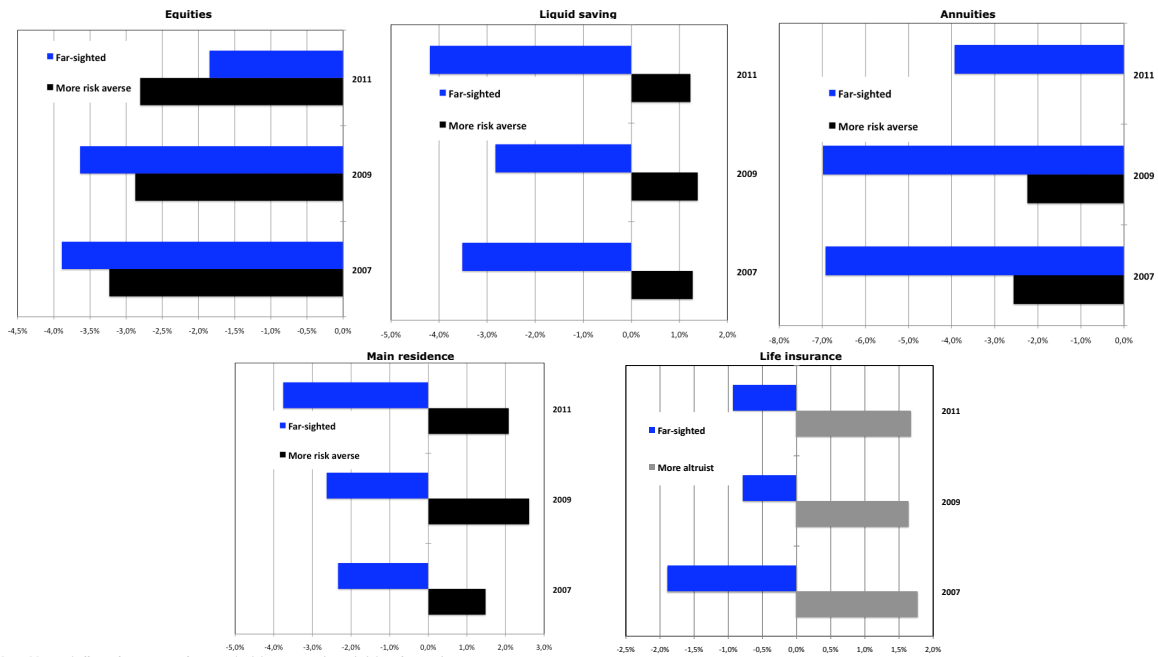 Equities
Far-sighted
More risk averse
2011
2009
2007
-4,5% -4,0% -3,5% -3,0% -2,5% -2,0% -1,5% -1,0% -0,5% 0,0%
Liquid saving
Far-sighted
More risk averse
2011
2009
2007
-5,0% -4,0% -3,0% -2,0% -1,0% 0,0% 1,0% 2,0%
Annuities
Far-sighted
More risk averse
2011
2009
2007
-8,0% -7,0% -6,0% -5,0% -4,0% -3,0% -2,0% -1,0% 0,0%
Main residence
Far-sighted
More risk averse
2011
2009
2007
-5,0% -4,0% -3,0% -2,0% -1,0% 0,0% 1,0% 2,0% 3,0%
Life insurance
Far-sighted
More altruist
2011
2009
2007
-2,5% -2,0% -1,5% -1,0% -0,5% 0,0% 0,5% 1,0% 1,5% 2,0%